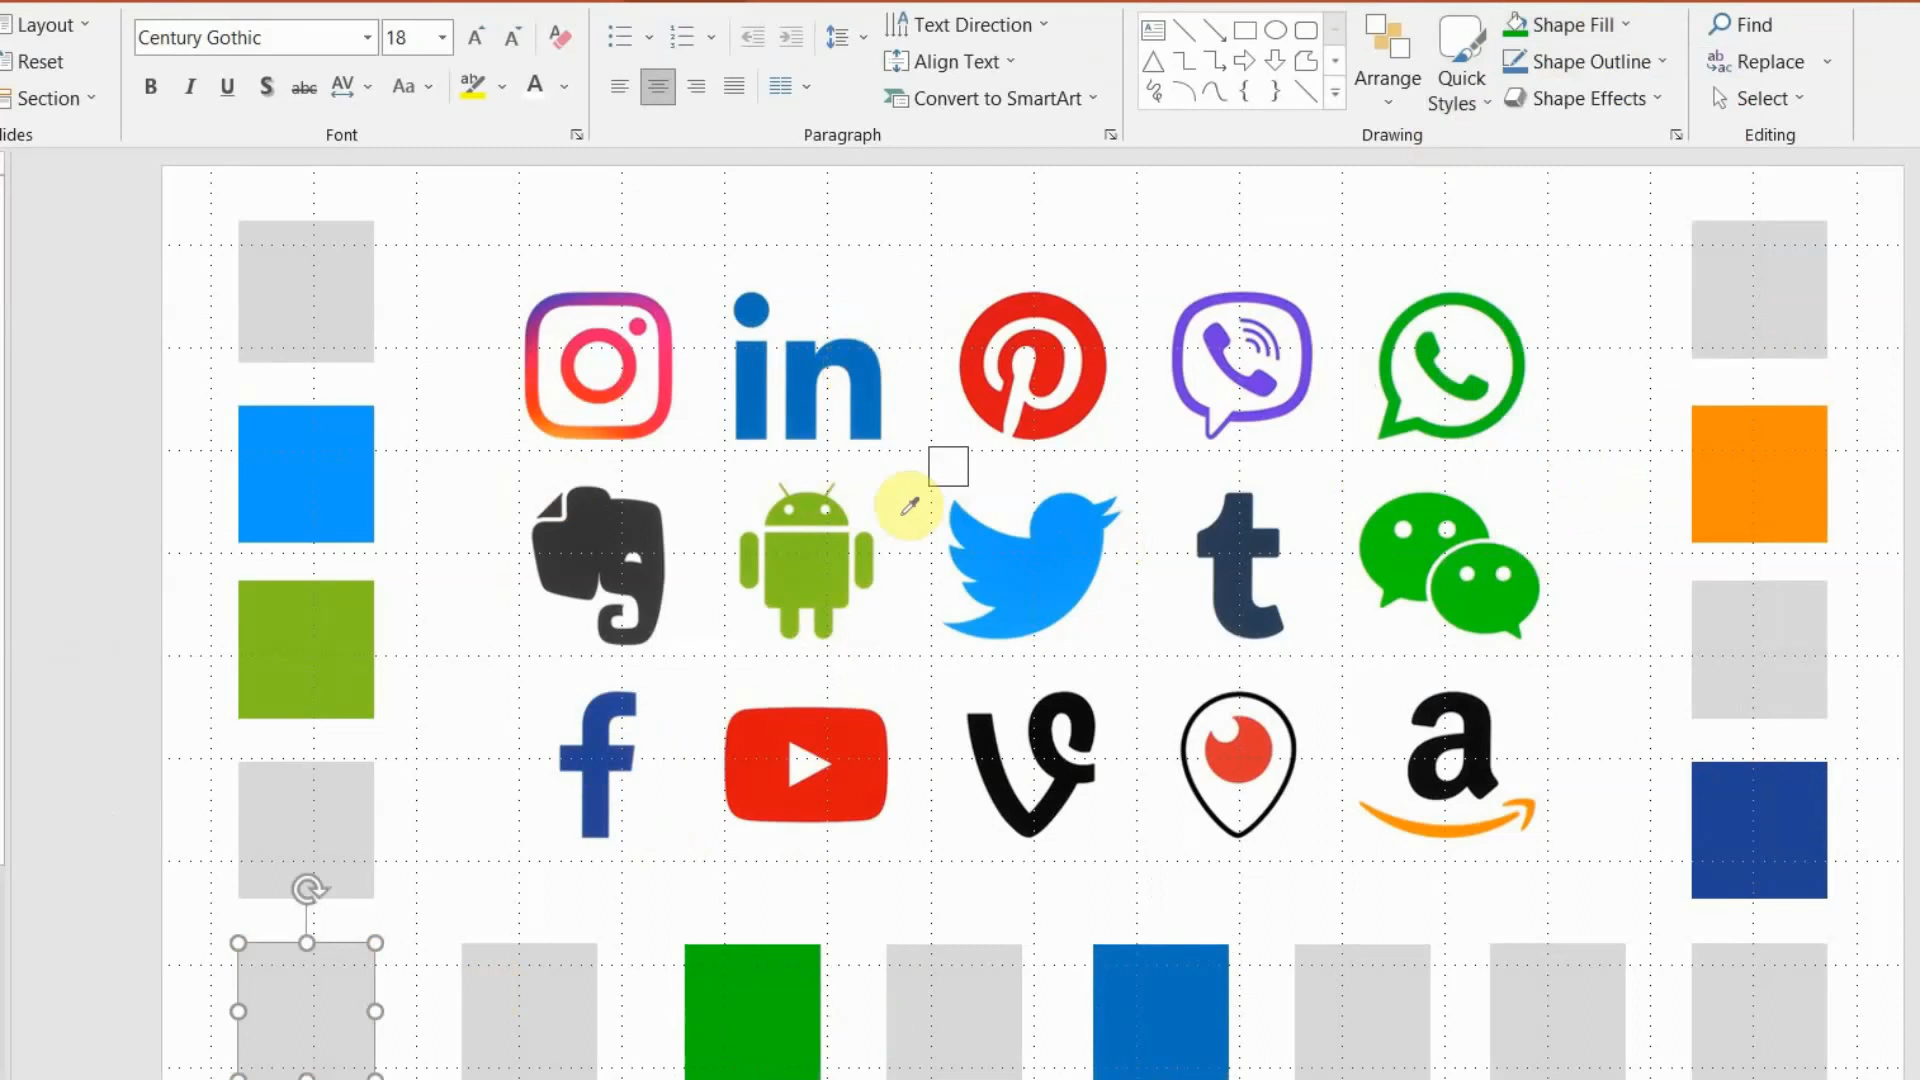 Layout
Reset
Section
lides
Century Gothic 18
B I U S abc AV Aa ab A
Font
Text Direction
Align Text
Convert to SmartArt
Paragraph
Arrange
Quick Styles
Shape Fill
Shape Outline
Shape Effects
Drawing
Find
Replace
Select
Editing
in
t
f
a